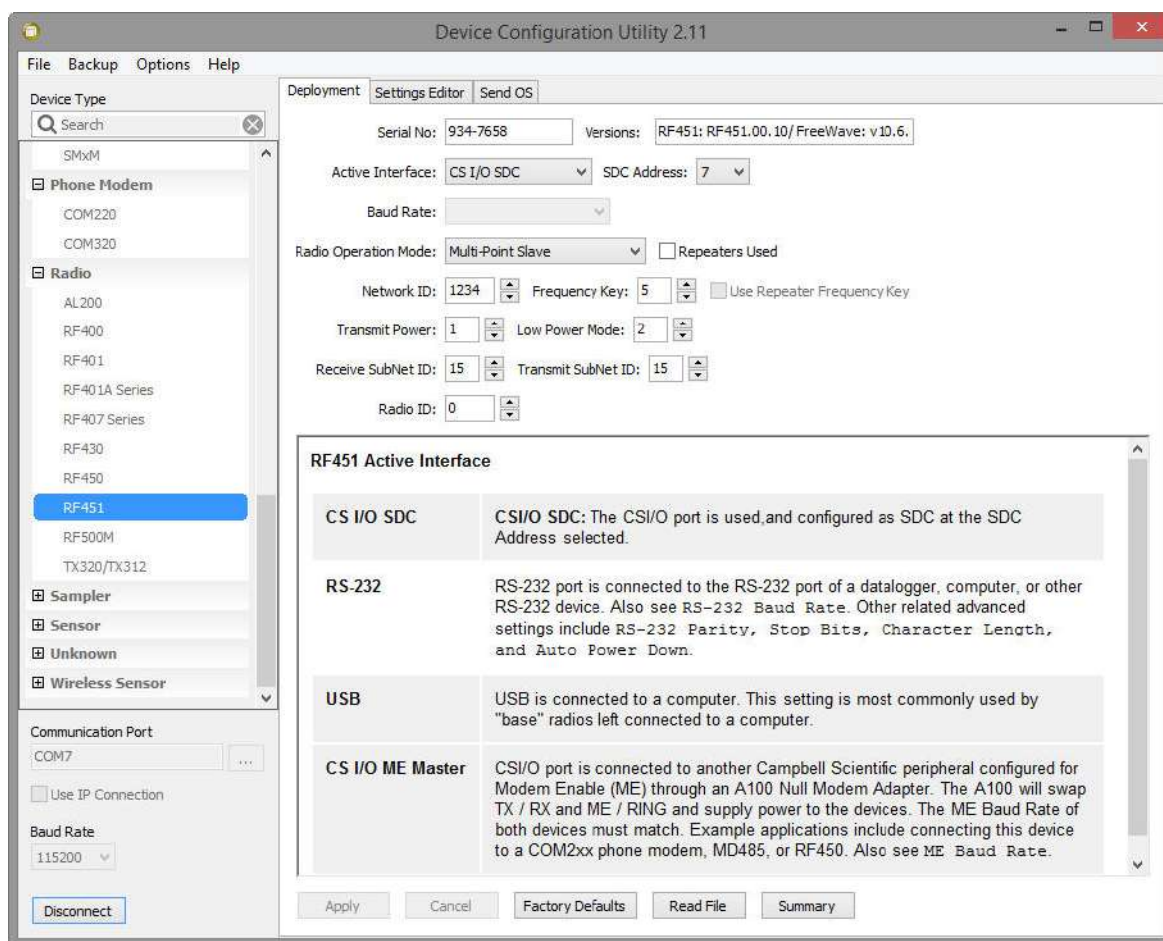 Device Configuration Utility 2.11
File Backup Options Help
Device Type
Search
SMxM
Phone Modem
COM220
COM320
Radio
AL200
RF400
RF401
RF401A Series
RF407 Series
RF430
RF450
RF451
RF500M
TX320/TX312
Sampler
Sensor
Unknown
Wireless Sensor
Communication Port
COM7
...
Use IP Connection
Baud Rate
115200
Disconnect
Deployment Settings Editor Send OS
Serial No: 934-7658 Versions: RF451: RF451.00.10/ FreeWave: v10.6.
Active Interface: CS I/O SDC SDC Address: 7
Baud Rate:
Radio Operation Mode: Multi-Point Slave Repeaters Used
Network ID: 1234 Frequency Key: 5 Use Repeater Frequency Key
Transmit Power: 1 Low Power Mode: 2
Receive SubNet ID: 15 Transmit SubNet ID: 15
Radio ID: 0
RF451 Active Interface
CS I/O SDC
CSI/O SDC: The CSI/O port is used,and configured as SDC at the SDC
Address selected.
RS-232
RS-232 port is connected to the RS-232 port of a datalogger, computer, or other
RS-232 device. Also see RS-232 Baud Rate. Other related advanced
settings include RS-232 Parity, Stop Bits, Character Length,
and Auto Power Down.
USB
USB is connected to a computer. This setting is most commonly used by
"base" radios left connected to a computer.
CS I/O ME Master
CSI/O port is connected to another Campbell Scientific peripheral configured for
Modem Enable (ME) through an A100 Null Modem Adapter. The A100 will swap
TX / RX and ME / RING and supply power to the devices. The ME Baud Rate of
both devices must match. Example applications include connecting this device
to a COM2xx phone modem, MD485, or RF450. Also see ME Baud Rate.
Apply Cancel Factory Defaults Read File Summary